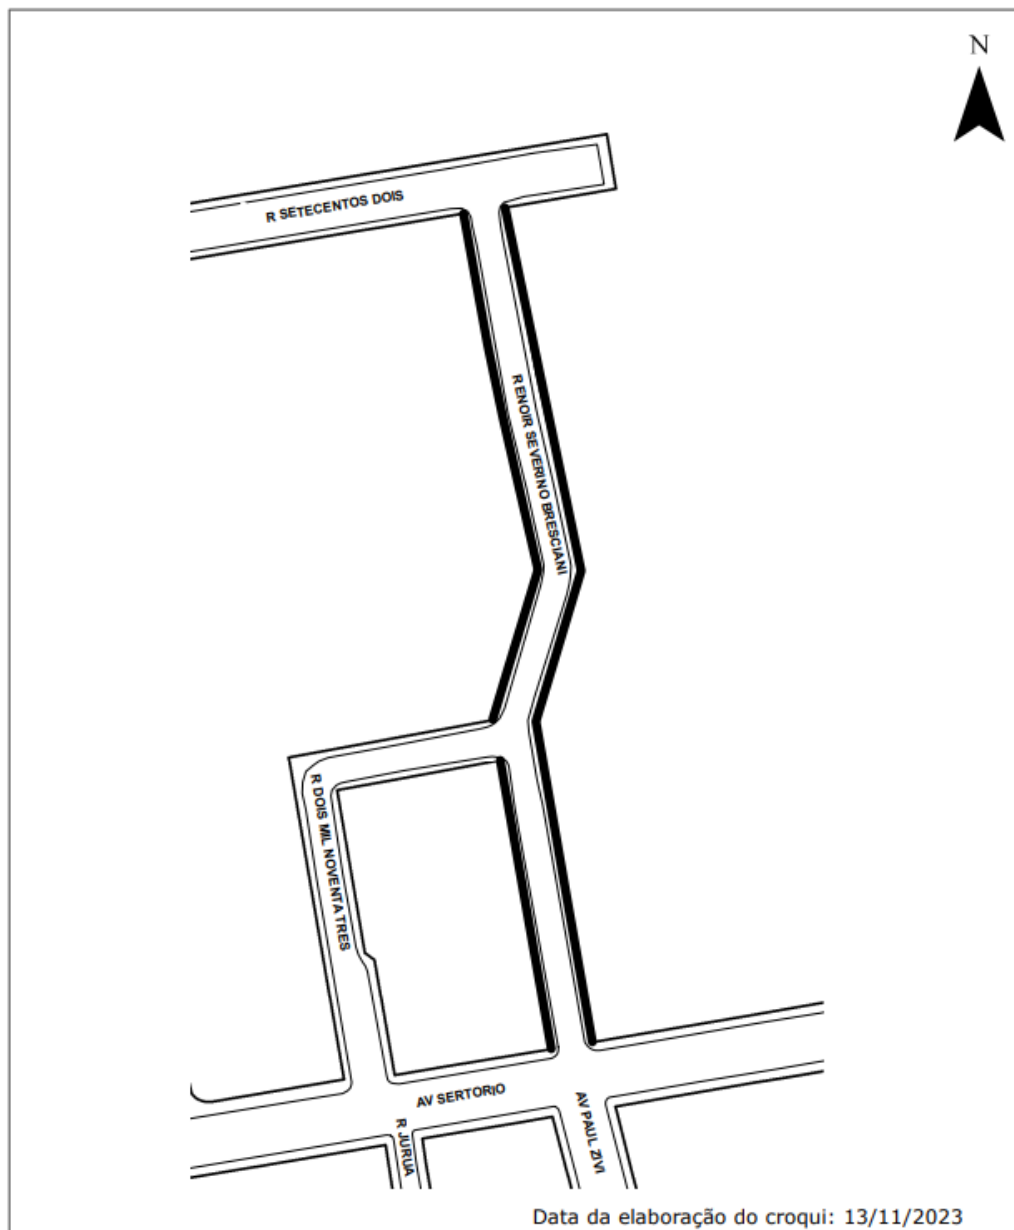 N
R SETECENTOS DOIS
R ENOIR SEVERINO BRESCIANI
R DOIS MIL NOVENTA TRES
AV SERTORIO
R JURUA
AV PAUL ZIVI
Data da elaboração do croqui: 13/11/2023